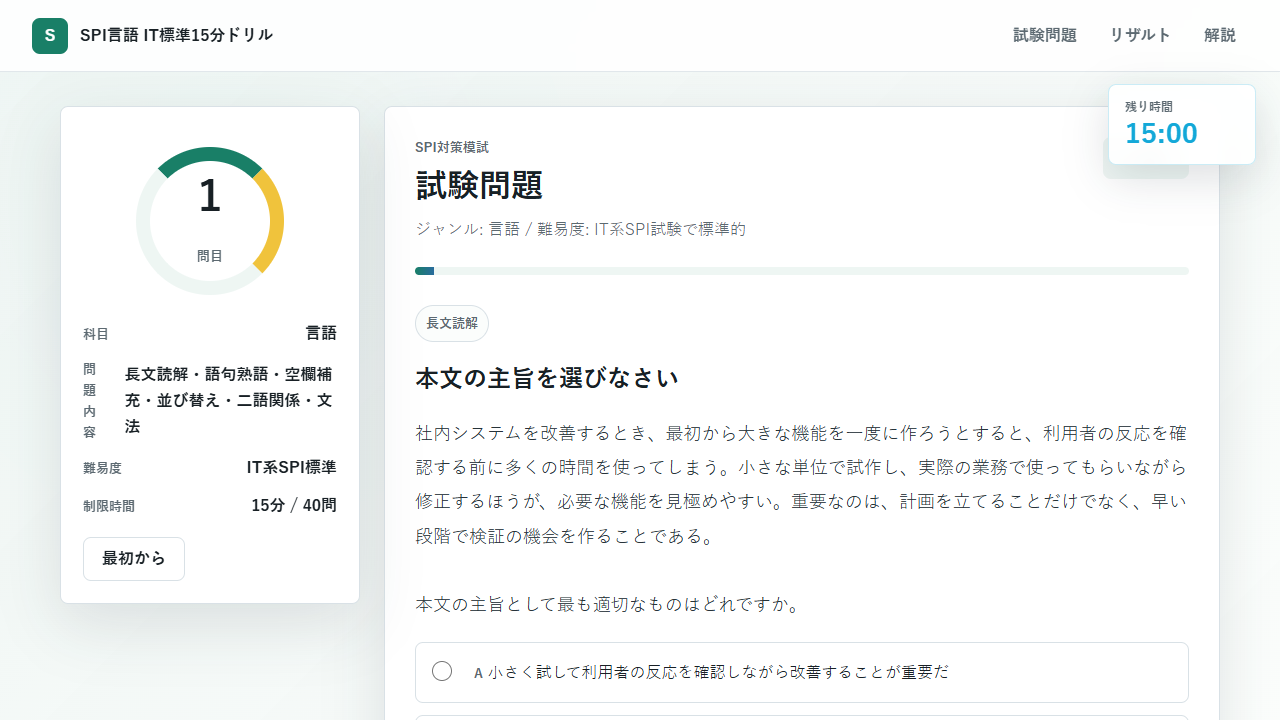 S
SPI言語 IT標準15分ドリル
試験問題
リザルト
解説
残り時間
15:00
1
問目
科目
言語
問題内容
長文読解・語句熟語・空欄補
充・並び替え・二語関係・文
法
難易度
IT系SPI標準
制限時間
15分 / 40問
最初から
SPI対策模試
試験問題
ジャンル: 言語 / 難易度: IT系SPI試験で標準的
長文読解
本文の主旨を選びなさい
社内システムを改善するとき、最初から大きな機能を一度に作ろうとすると、利用者の反応を確
認する前に多くの時間を使ってしまう。小さな単位で試作し、実際の業務で使ってもらいながら
修正するほうが、必要な機能を見極めやすい。重要なのは、計画を立てることだけでなく、早い
段階で検証の機会を作ることである。
本文の主旨として最も適切なものはどれですか。
A 小さく試して利用者の反応を確認しながら改善することが重要だ